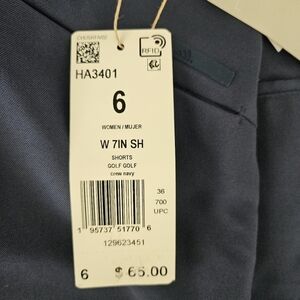 RFID
HA3401
6
WOMEN / MUJER
W 7IN SH
SHORTS
GOLF GOLF
crew navy
36
700
UPC
1 95737 51770 6
129623451
6 $ 65.00